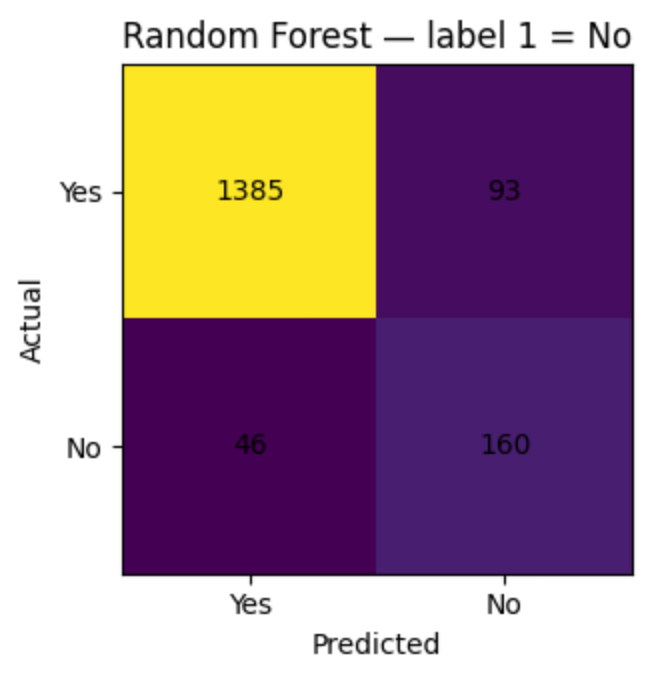 Random Forest — label 1 = No
Actual
Yes
1385
93
No
46
160
Yes
No
Predicted